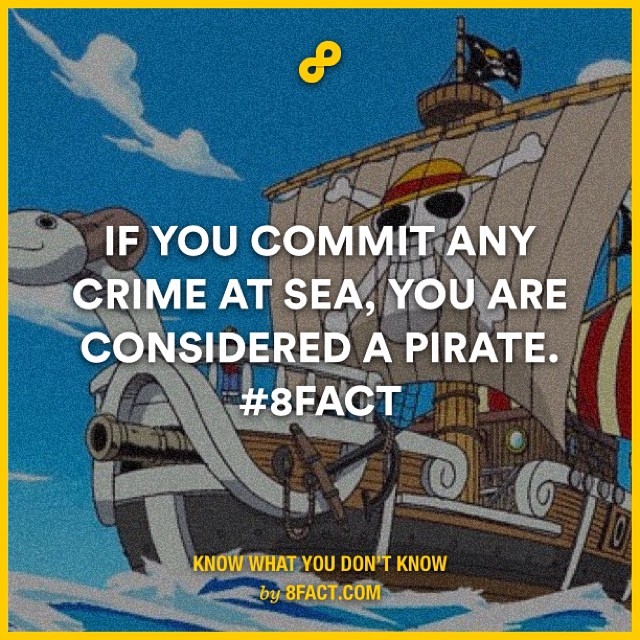 IF YOU COMMIT ANY
CRIME AT SEA, YOU ARE
CONSIDERED A PIRATE.
#8FACT
KNOW WHAT YOU DON'T KNOW
by 8FACT.COM